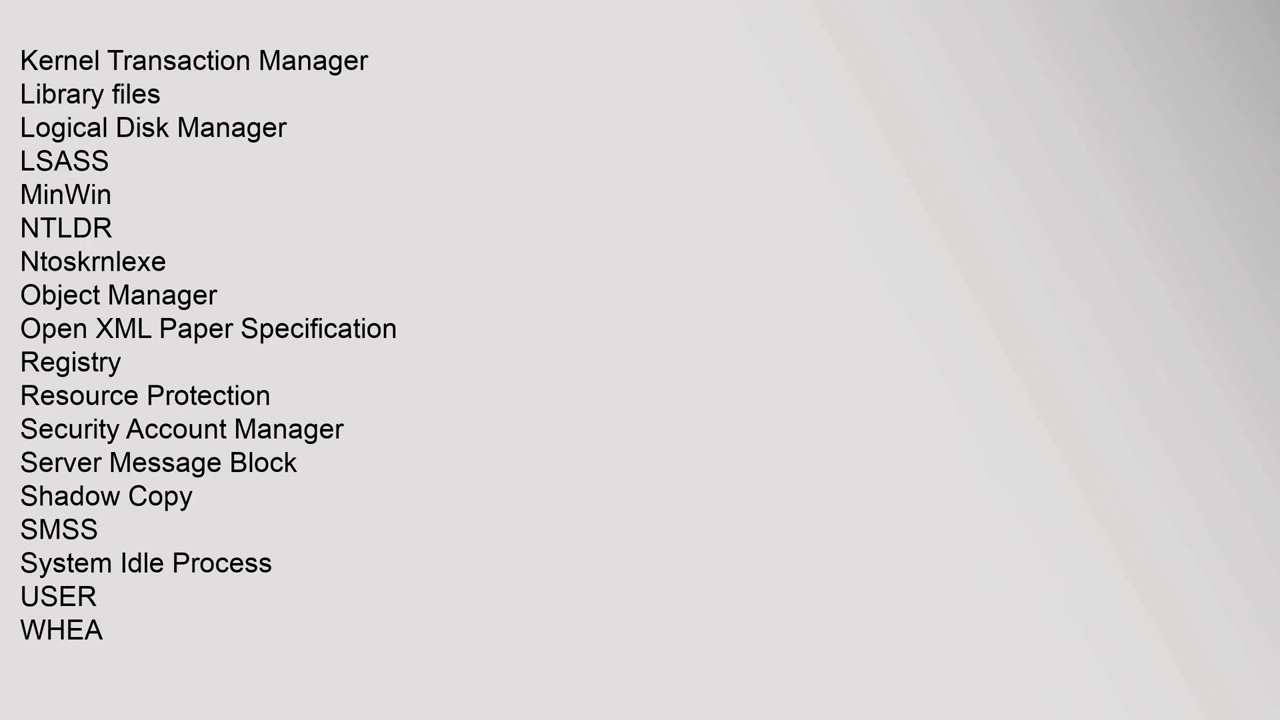 Kernel Transaction Manager
Library files
Logical Disk Manager
LSASS
MinWin
NTLDR
Ntoskrnlexe
Object Manager
Open XML Paper Specification
Registry
Resource Protection
Security Account Manager
Server Message Block
Shadow Copy
SMSS
System Idle Process
USER
WHEA